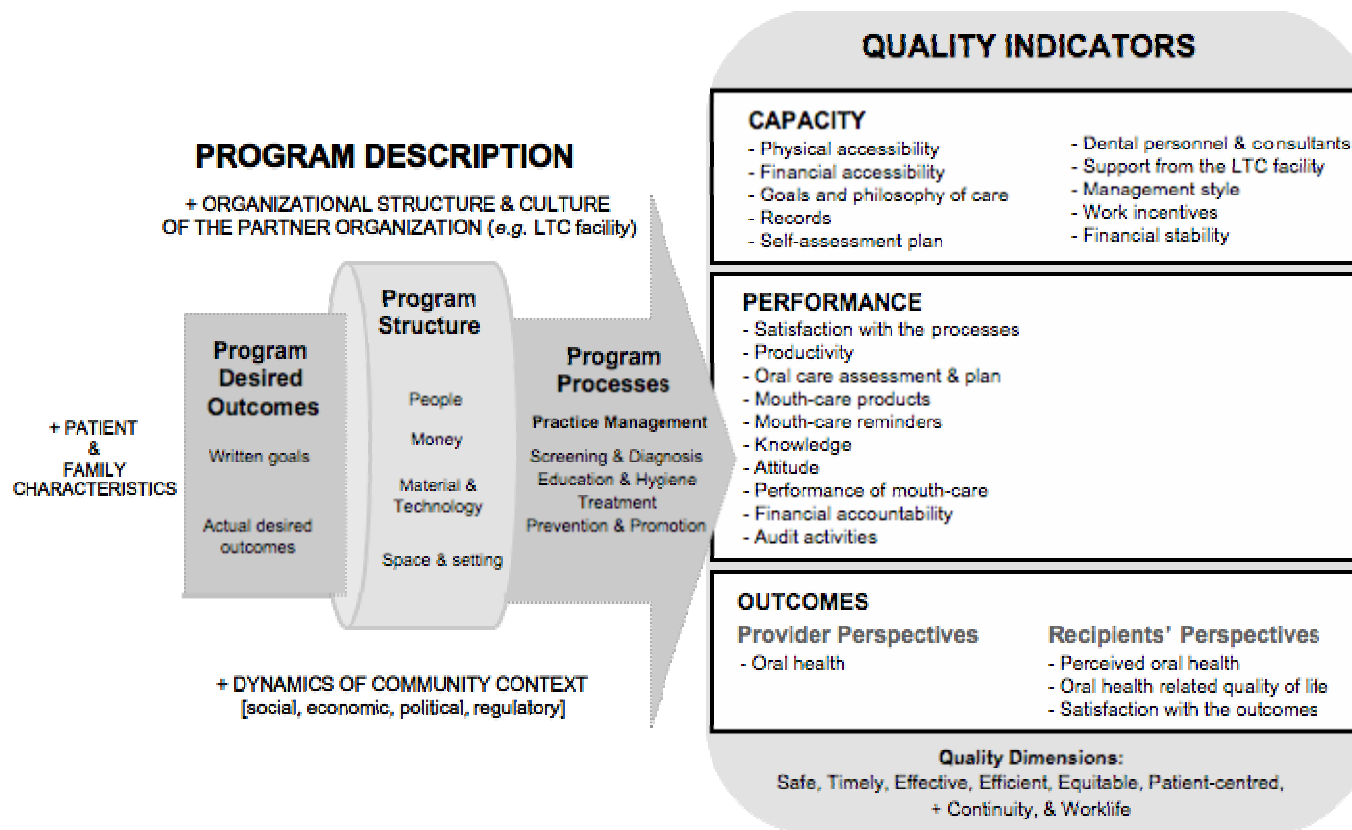 PROGRAM DESCRIPTION
+ ORGANIZATIONAL STRUCTURE & CULTURE
OF THE PARTNER ORGANIZATION (e.g. LTC facility)
+ PATIENT
&
FAMILY
CHARACTERISTICS
Program
Desired
Outcomes
Written goals
Actual desired
outcomes
Program
Structure
People
Money
Material &
Technology
Space & setting
Program
Processes
Practice Management
Screening & Diagnosis
Education & Hygiene
Treatment
Prevention & Promotion
+ DYNAMICS OF COMMUNITY CONTEXT
[social, economic, political, regulatory]
QUALITY INDICATORS
CAPACITY
- Physical accessibility
- Financial accessibility
- Goals and philosophy of care
- Records
- Self-assessment plan
- Dental personnel & consultants
- Support from the LTC facility
- Management style
- Work incentives
- Financial stability
PERFORMANCE
- Satisfaction with the processes
- Productivity
- Oral care assessment & plan
- Mouth-care products
- Mouth-care reminders
- Knowledge
- Attitude
- Performance of mouth-care
- Financial accountability
- Audit activities
OUTCOMES
Provider Perspectives
- Oral health
Recipients' Perspectives
- Perceived oral health
- Oral health related quality of life
- Satisfaction with the outcomes
Quality Dimensions:
Safe, Timely, Effective, Efficient, Equitable, Patient-centred,
+ Continuity, & Worklife